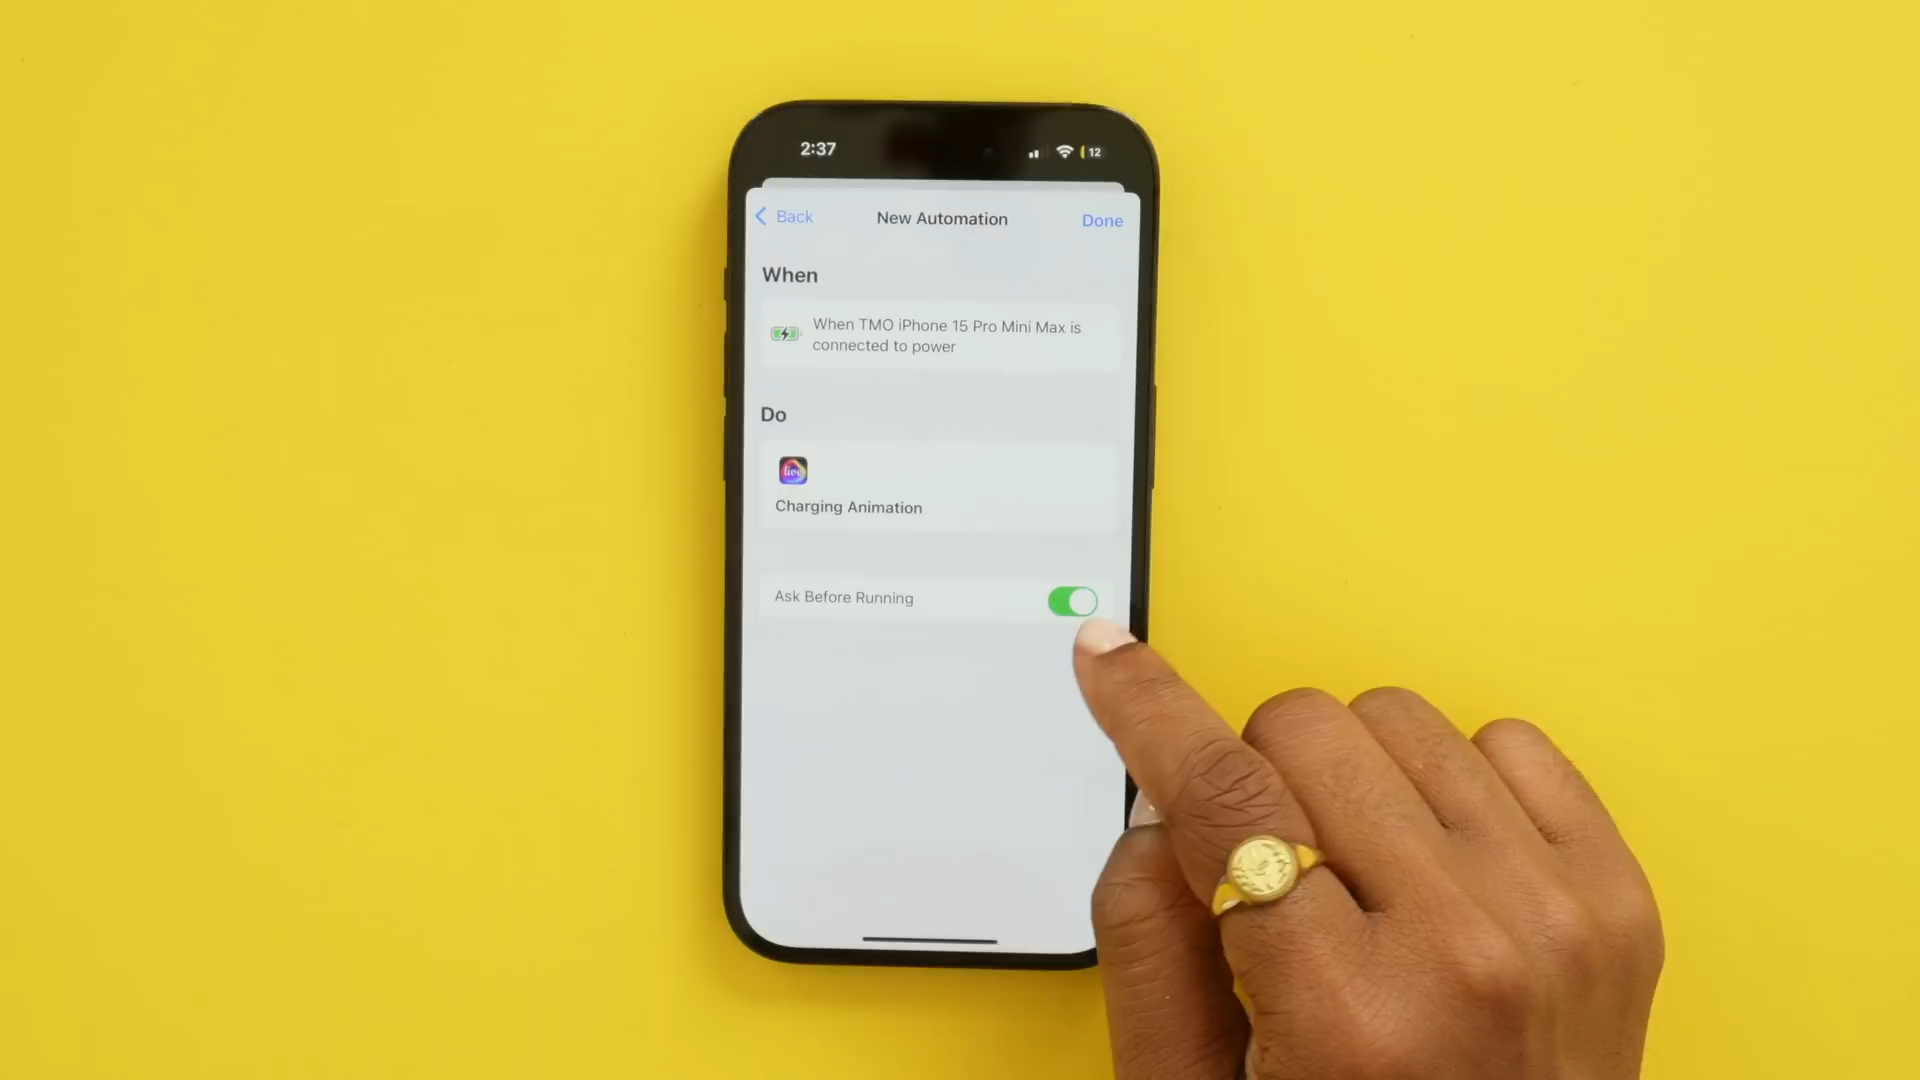 2:37
12
Back
New Automation
Done
When
When TMO iPhone 15 Pro Mini Max is
connected to power
Do
live
Charging Animation
Ask Before Running